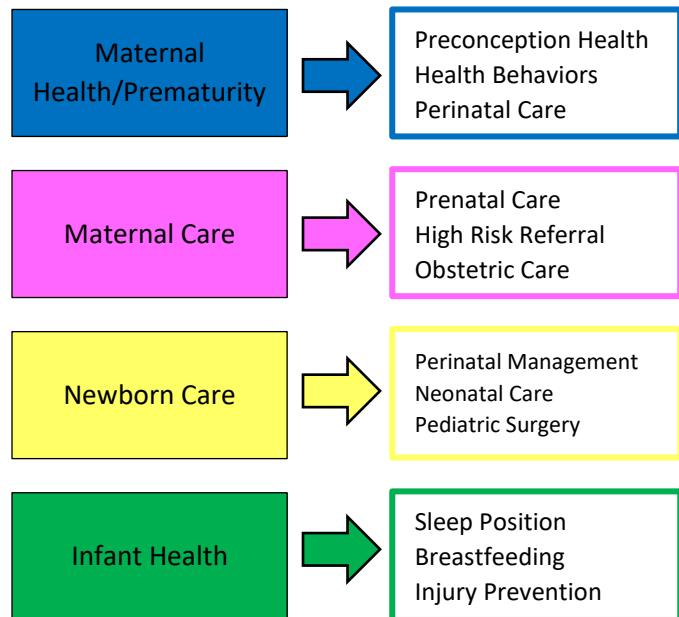 Maternal
Health/Prematurity
Preconception Health
Health Behaviors
Perinatal Care
Maternal Care
Prenatal Care
High Risk Referral
Obstetric Care
Newborn Care
Perinatal Management
Neonatal Care
Pediatric Surgery
Infant Health
Sleep Position
Breastfeeding
Injury Prevention